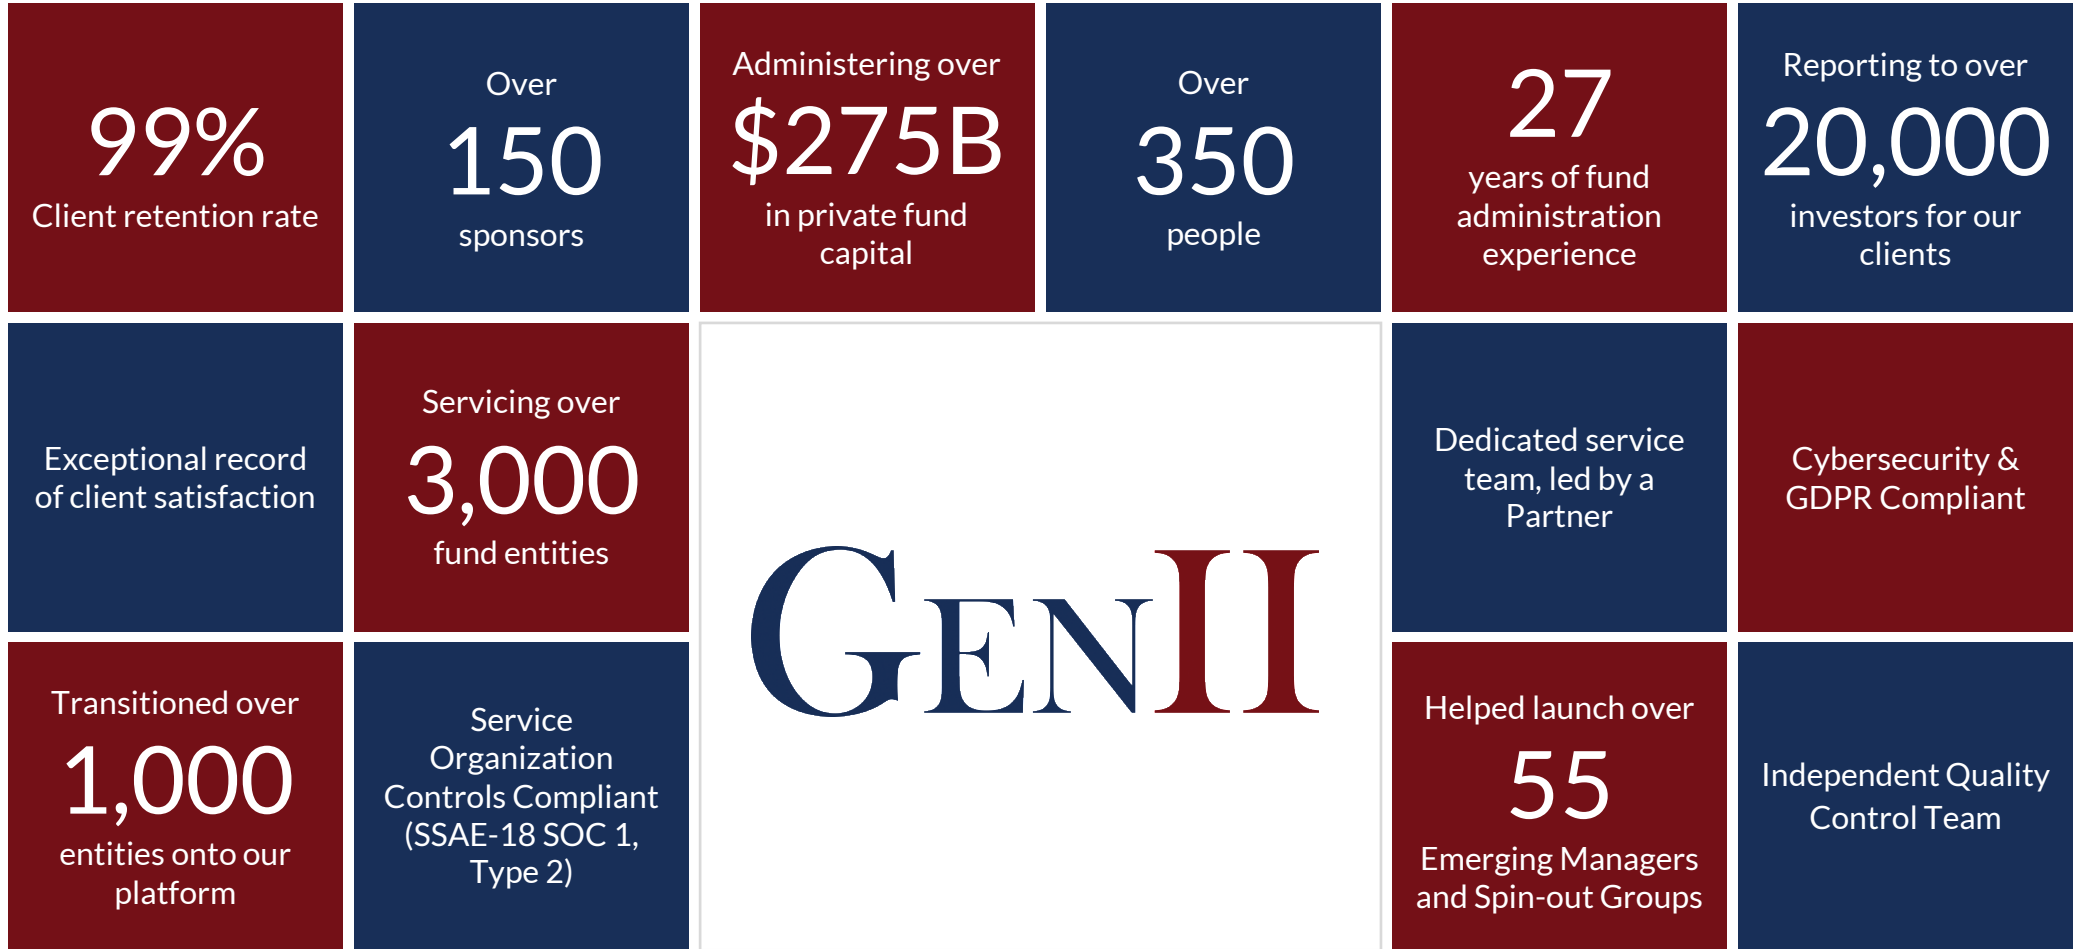 99%
Client retention rate
Over
150
sponsors
Administering over
$275B
in private fund
capital
Over
350
people
27
years of fund
administration
experience
Reporting to over
20,000
investors for our
clients
Exceptional record
of client satisfaction
Servicing over
3,000
fund entities
GENII
Dedicated service
team, led by a
Partner
Cybersecurity &
GDPR Compliant
Transitioned over
1,000
entities onto our
platform
Service
Organization
Controls Compliant
(SSAE-18 SOC 1,
Type 2)
Helped launch over
55
Emerging Managers
and Spin-out Groups
Independent Quality
Control Team